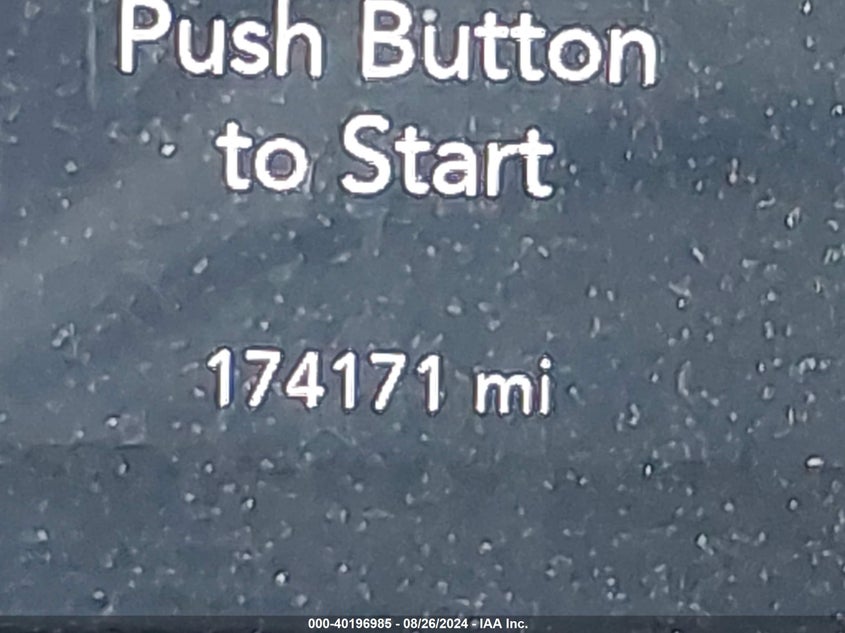 Push Button
to Start
174171 mi
000-40196985 - 08/26/2024 - IAA Inc.